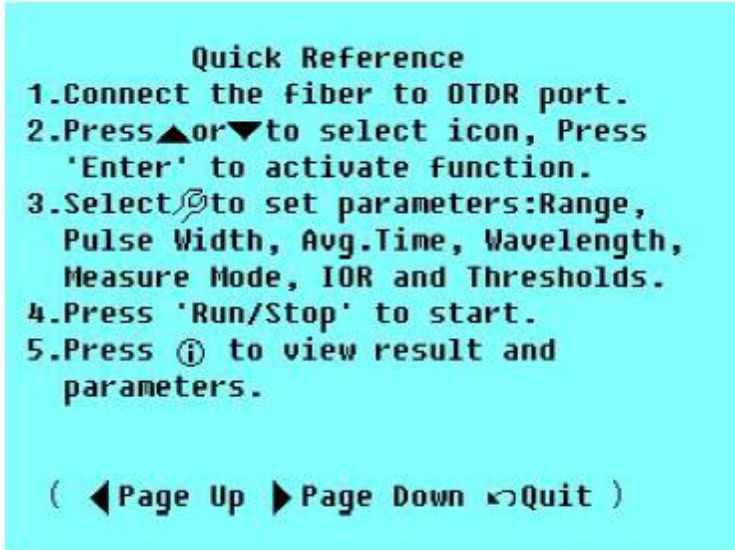 Quick Reference
1.Connect the fiber to OTDR port.
2.Press▲or▼to select icon, Press
'Enter' to activate function.
3.Select to set parameters:Range,
Pulse Width, Avg.Time, Wavelength,
Measure Mode, IOR and Thresholds.
4.Press 'Run/Stop' to start.
5.Press ⓘ to view result and
parameters.
( ◀Page Up ▶Page Down ↶Quit )